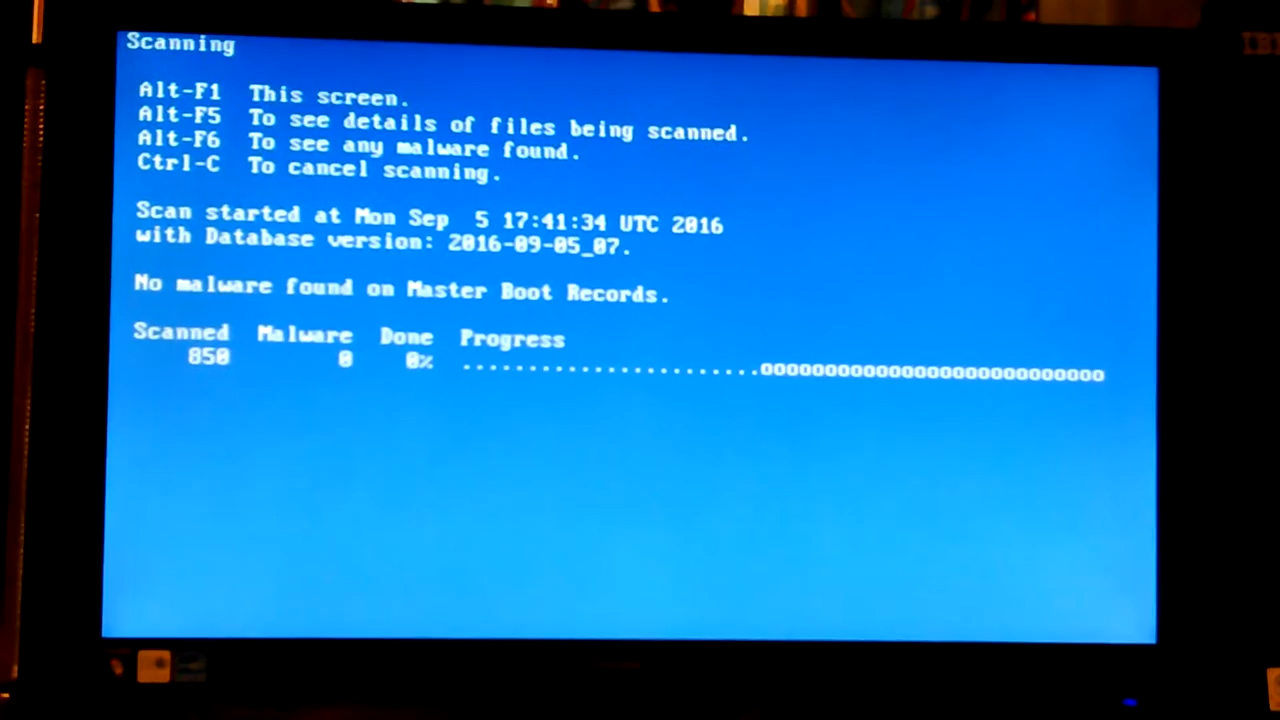 Scanning
Alt-F1 This screen.
Alt-F5 To see details of files being scanned.
Alt-F6 To see any malware found.
Ctrl-C To cancel scanning.
Scan started at Mon Sep 5 17:41:34 UTC 2016
with Database version: 2016-09-05_07.
No malware found on Master Boot Records.
Scanned Malware Done Progress
850 0 0% .......................oooooooooooooooooooooooooooo